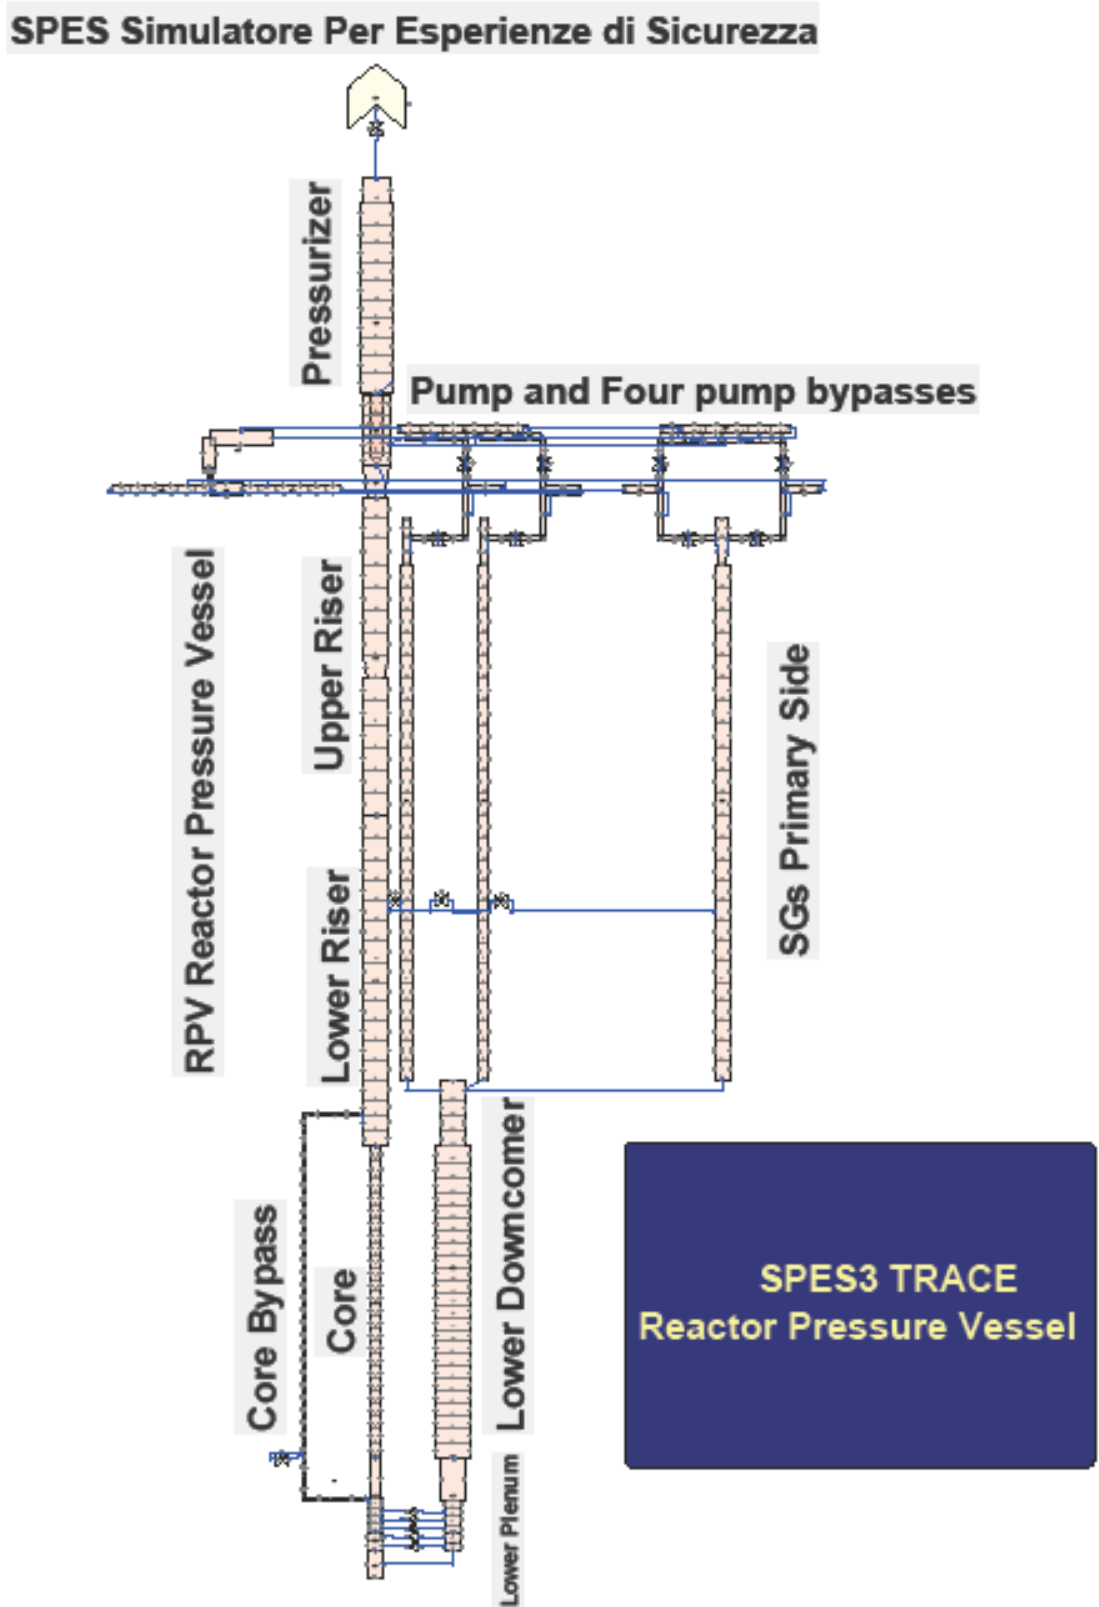 SPES Simulatore Per Esperienze di Sicurezza
Pressurizer
Pump and Four pump bypasses
RPV Reactor Pressure Vessel
Upper Riser
SGs Primary Side
Lower Riser
Core Bypass
Core
Lower Downcomer
Lower Plenum
SPES3 TRACE
Reactor Pressure Vessel